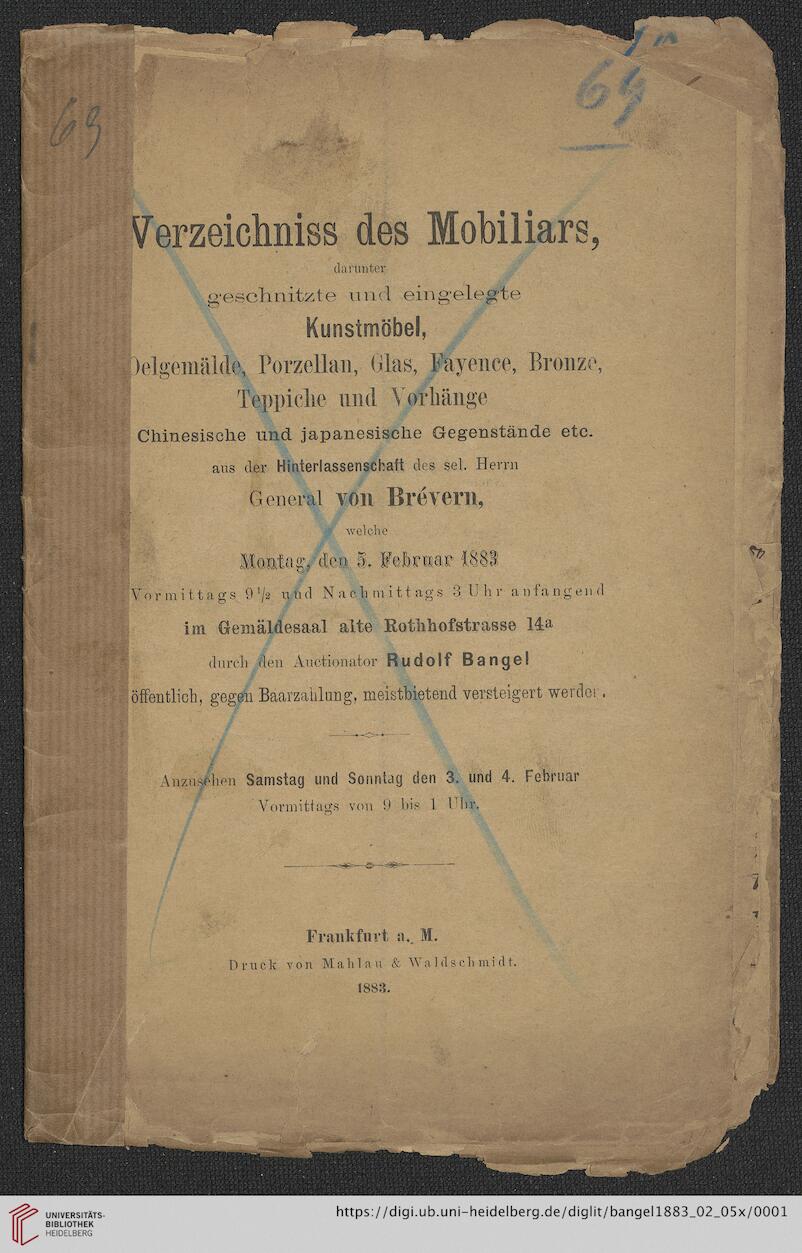 69
69
Verzeichniss des Mobiliars,
darunter
geschnitzte und eingelegte
Kunstmöbel,
Oelgemälde, Porzellan, Glas, Fayence, Bronze,
Teppiche und Vorhänge
Chinesische und japanesische Gegenstände etc.
aus der Hinterlassenschaft des sel. Herrn
General von Brévern,
welche
Montag, den 5. Februar 1883
Vormittags 9½ und Nachmittags 3 Uhr anfangend
im Gemäldesaal alte Rothhofstrasse 14a
durch den Auctionator Rudolf Bangel
öffentlich, gegen Baarzahlung, meistbietend versteigert werden.
Anzusehen Samstag und Sonntag den 3. und 4. Februar
Vormittags von 9 bis 1 Uhr.
Frankfurt a. M.
Druck von Mahlau & Waldschmidt.
1883.
UNIVERSITÄTS-
BIBLIOTHEK
HEIDELBERG
https://digi.ub.uni-heidelberg.de/diglit/bangel1883_02_05x/0001